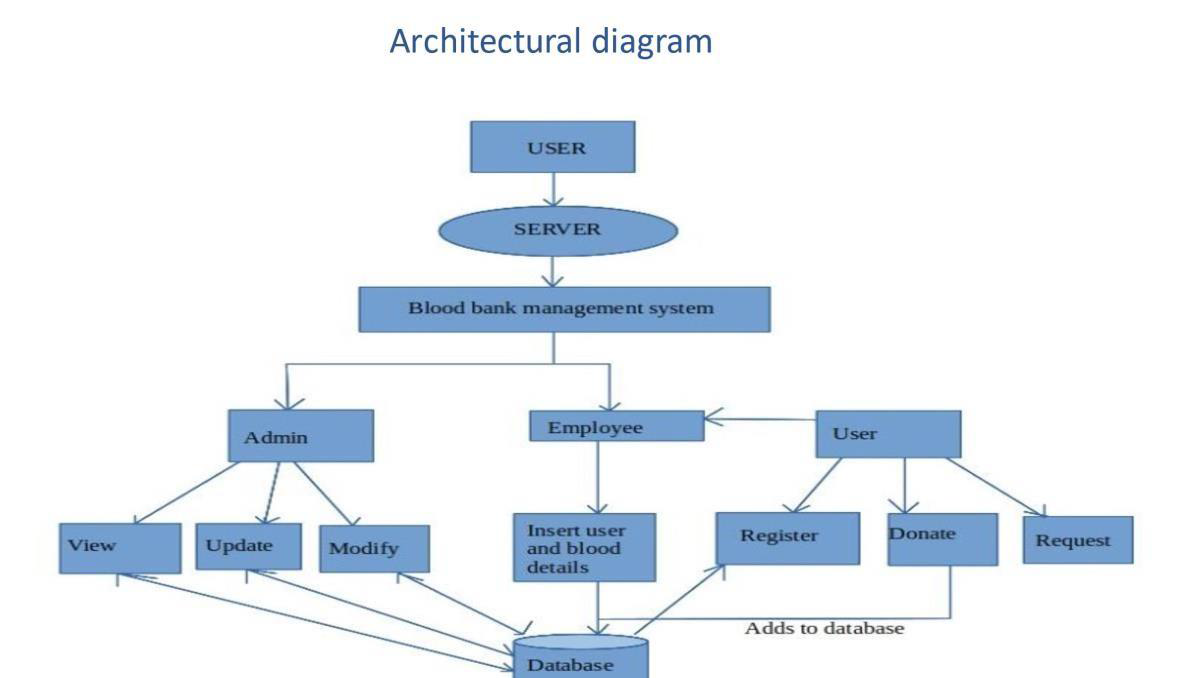 Architectural diagram
USER
SERVER
Blood bank management system
Admin
Employee
User
View
Update
Modify
Insert user
and blood
details
Register
Donate
Request
Adds to database
Database